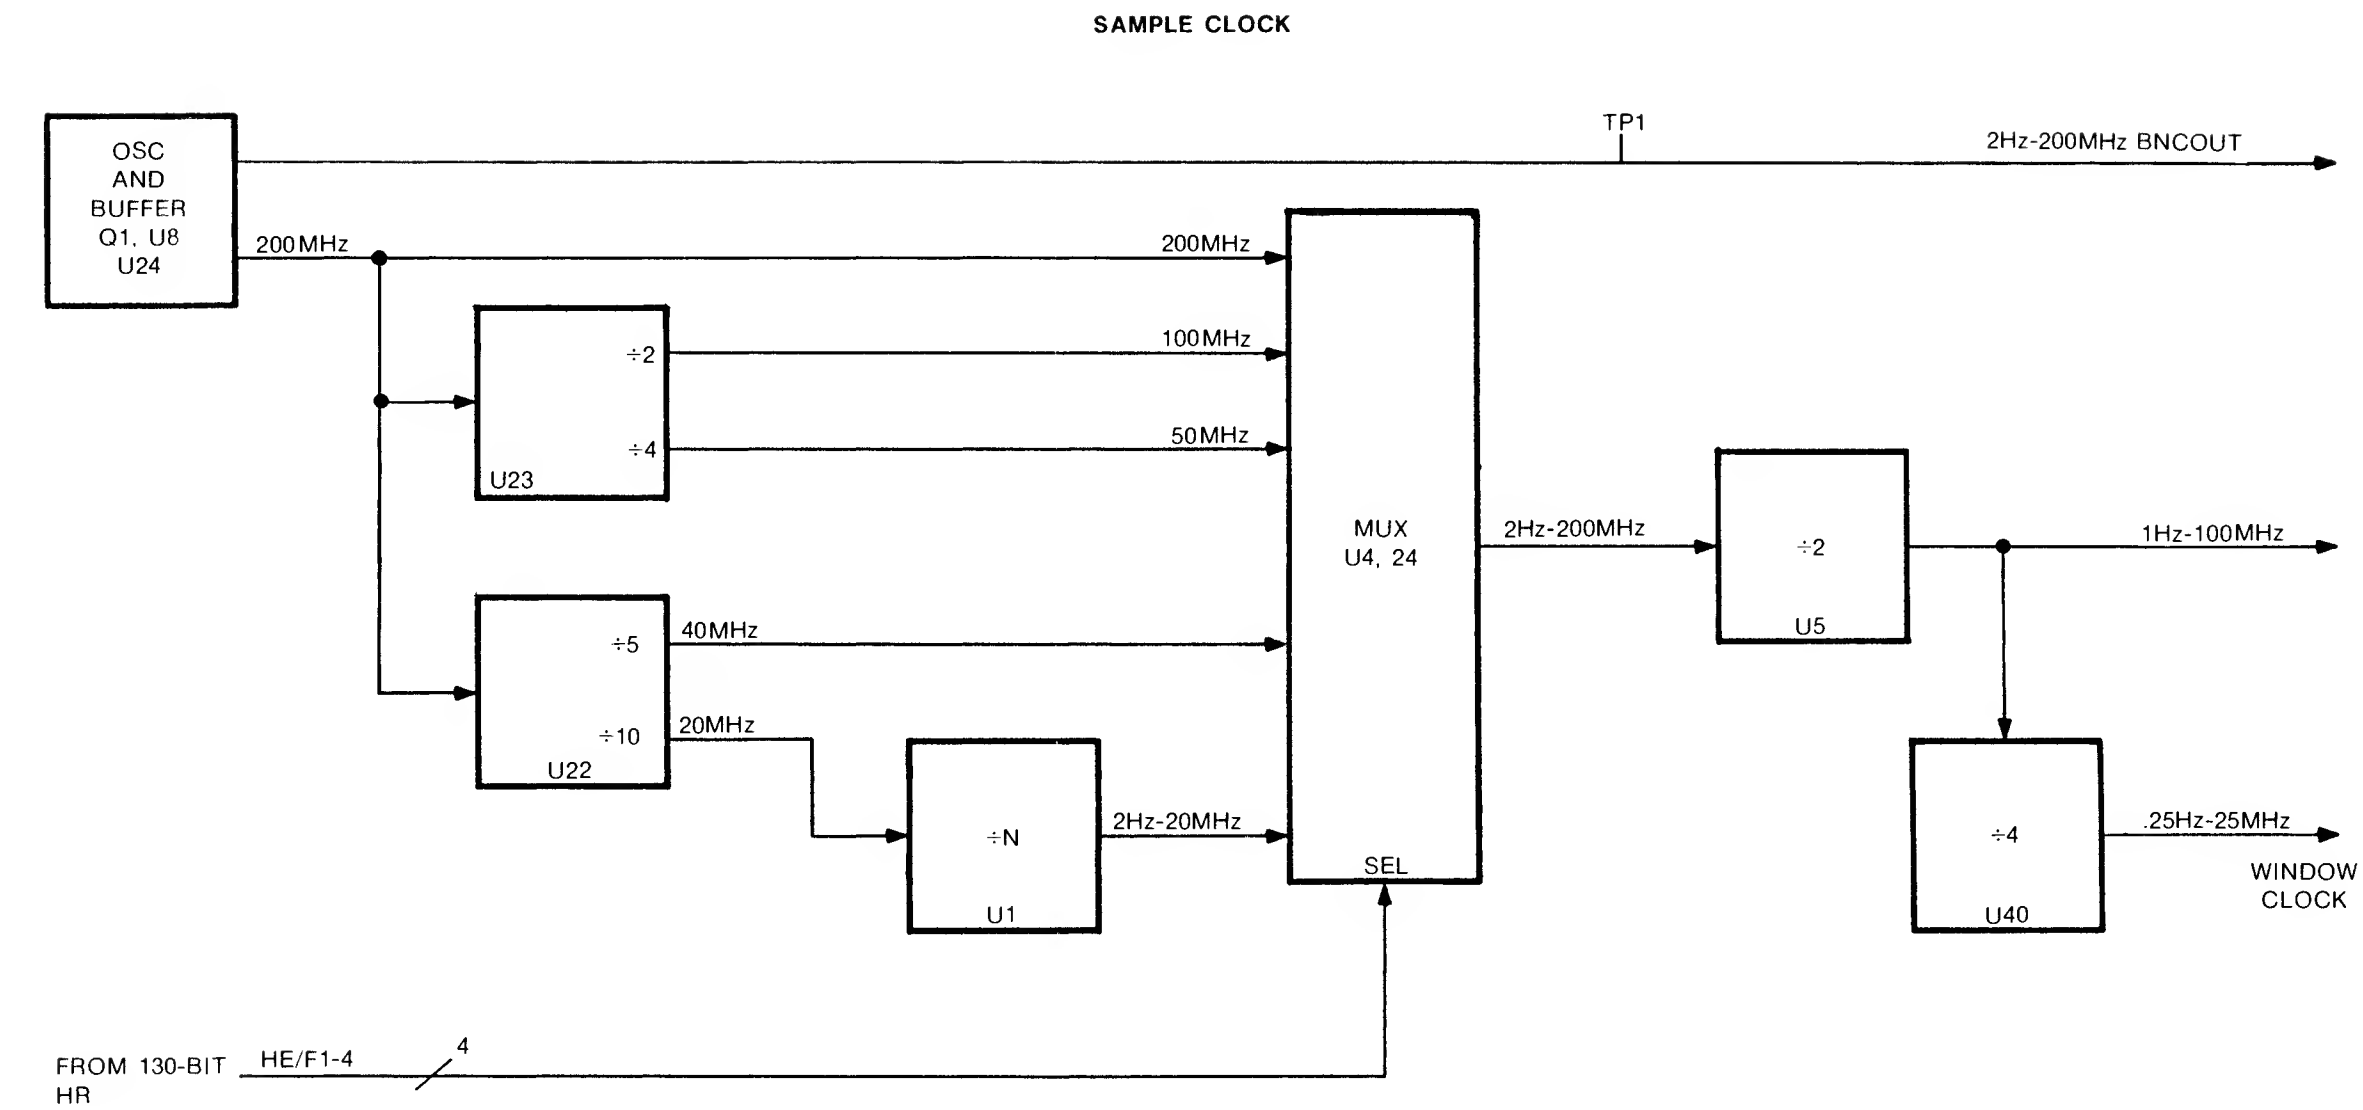 SAMPLE CLOCK
OSC
AND
BUFFER
Q1, U8
U24
TP1
2Hz-200MHz BNCOUT
200MHz
200MHz
÷2
100MHz
÷4
50MHz
U23
MUX
U4, 24
2Hz-200MHz
÷2
U5
1Hz-100MHz
÷5
40MHz
÷10
20MHz
U22
÷N
U1
2Hz-20MHz
SEL
÷4
U40
.25Hz-25MHz
WINDOW
CLOCK
FROM 130-BIT
HR
HE/F1-4
4